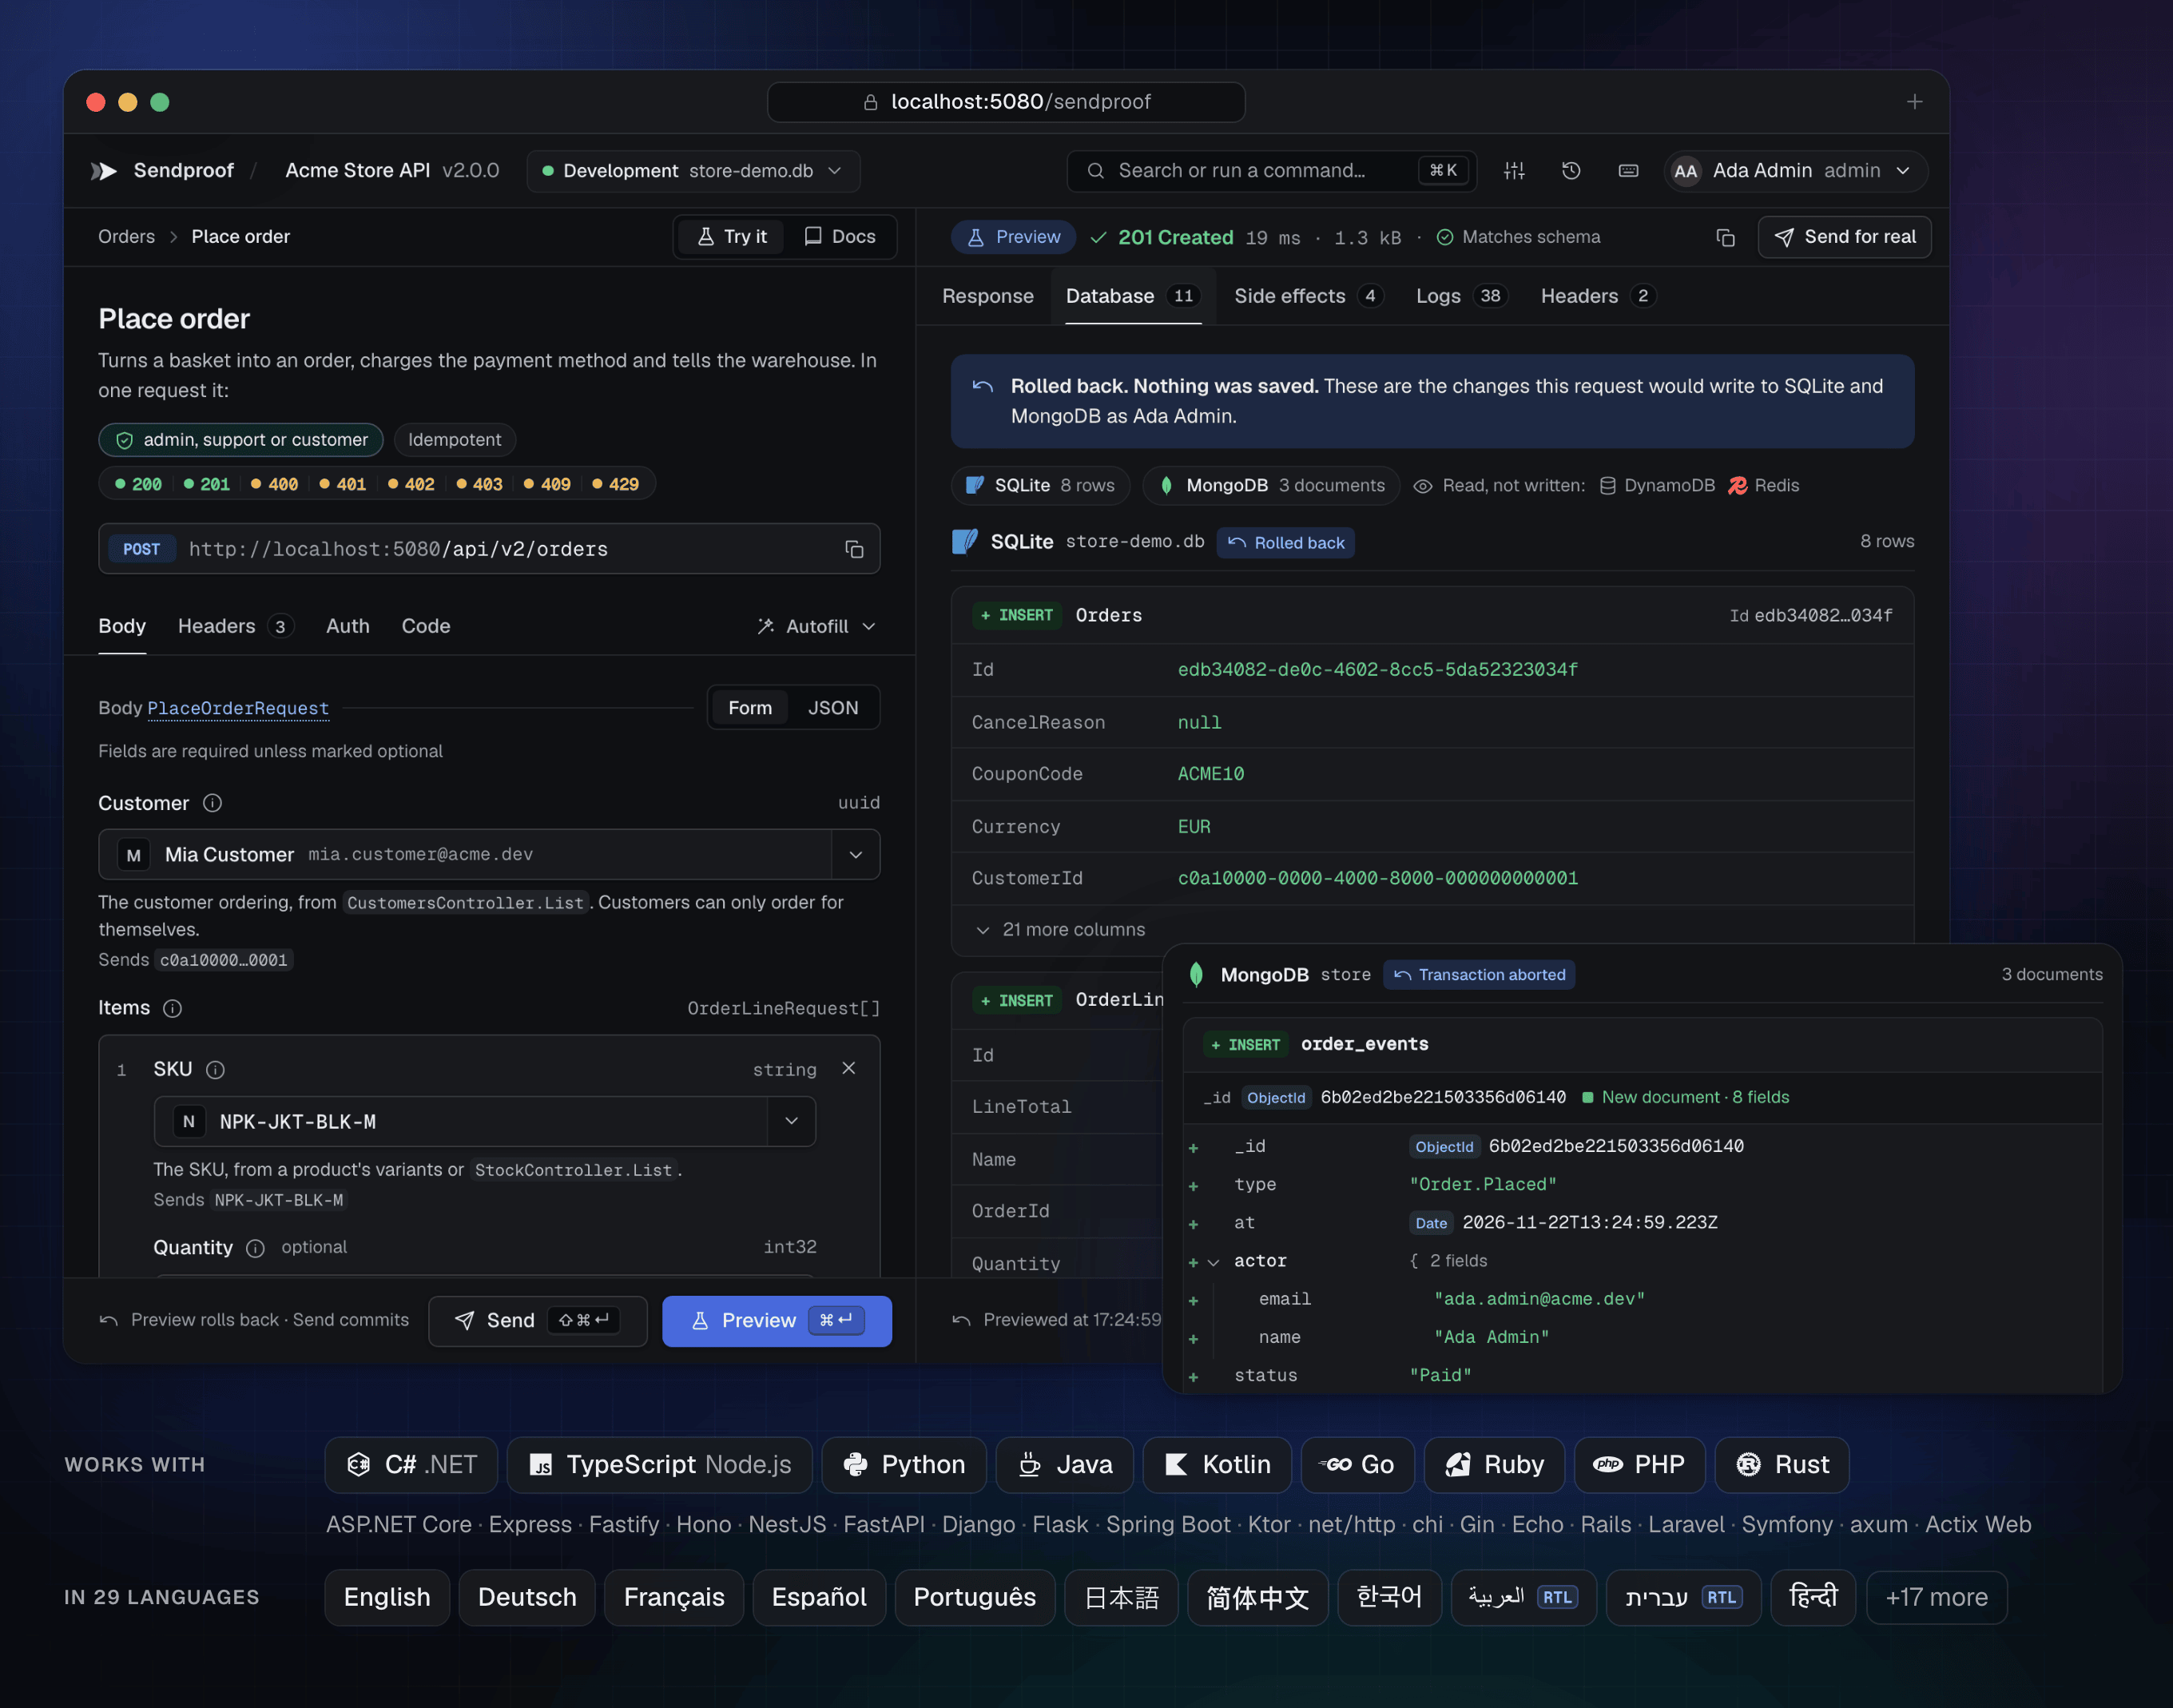 localhost:5080/sendproof
Sendproof / Acme Store API v2.0.0 Development store-demo.db
Search or run a command... ⌘K AA Ada Admin admin
Orders > Place order Try it Docs
Place order
Turns a basket into an order, charges the payment method and tells the warehouse. In
one request it:
admin, support or customer Idempotent
200 201 400 401 402 403 409 429
POST http://localhost:5080/api/v2/orders
Body Headers 3 Auth Code Autofill
Body PlaceOrderRequest Form JSON
Fields are required unless marked optional
Customer uuid
M Mia Customer mia.customer@acme.dev
The customer ordering, from CustomersController.List. Customers can only order for
themselves.
Sends c0a10000…0001
Items OrderLineRequest[]
1 SKU string
N NPK-JKT-BLK-M
The SKU, from a product's variants or StockController.List.
Sends NPK-JKT-BLK-M
Quantity optional int32
Preview rolls back · Send commits Send ⇧⌘↵ Preview ⌘↵
Preview 201 Created 19 ms · 1.3 kB · Matches schema Send for real
Response Database 11 Side effects 4 Logs 38 Headers 2
Rolled back. Nothing was saved. These are the changes this request would write to SQLite and
MongoDB as Ada Admin.
SQLite 8 rows MongoDB 3 documents Read, not written: DynamoDB Redis
SQLite store-demo.db Rolled back 8 rows
+ INSERT Orders Id edb34082…034f
Id edb34082-de0c-4602-8cc5-5da52323034f
CancelReason null
CouponCode ACME10
Currency EUR
CustomerId c0a10000-0000-4000-8000-000000000001
21 more columns
+ INSERT OrderLin
Id
LineTotal
Name
OrderId
Quantity
Previewed at 17:24:59
MongoDB store Transaction aborted 3 documents
+ INSERT order_events
_id ObjectId 6b02ed2be221503356d06140 New document · 8 fields
+ _id ObjectId 6b02ed2be221503356d06140
+ type "Order.Placed"
+ at Date 2026-11-22T13:24:59.223Z
+ actor { 2 fields
+ email "ada.admin@acme.dev"
+ name "Ada Admin"
+ status "Paid"
WORKS WITH C# .NET JS TypeScript Node.js Python Java Kotlin GO Go Ruby php PHP Rust
ASP.NET Core · Express · Fastify · Hono · NestJS · FastAPI · Django · Flask · Spring Boot · Ktor · net/http · chi · Gin · Echo · Rails · Laravel · Symfony · axum · Actix Web
IN 29 LANGUAGES English Deutsch Français Español Português 日本語 简体中文 한국어 العربية RTL עברית RTL हिन्दी +17 more